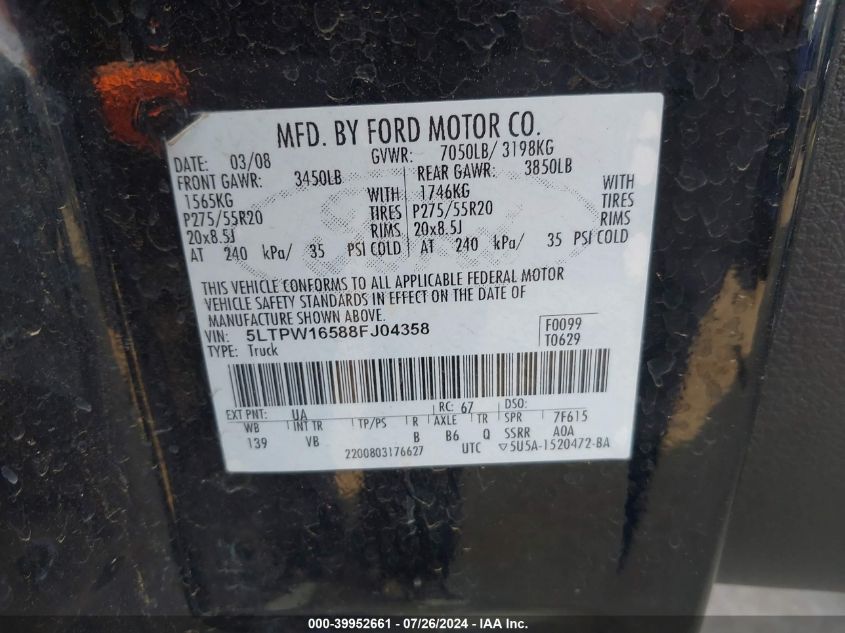 MFD. BY FORD MOTOR CO.
DATE: 03/08 GVWR: 7050LB/ 3198KG
FRONT GAWR: 3450LB REAR GAWR: 3850LB
1565KG WITH 1746KG WITH
P275/55R20 TIRES P275/55R20 TIRES
20x8.5J RIMS 20x8.5J RIMS
AT 240 kPa/ 35 PSI COLD AT 240 kPa/ 35 PSI COLD
THIS VEHICLE CONFORMS TO ALL APPLICABLE FEDERAL MOTOR
VEHICLE SAFETY STANDARDS IN EFFECT ON THE DATE OF
MANUFACTURE SHOWN ABOVE.
VIN: 5LTPW16588FJ04358 F0099
TYPE: Truck T0629
EXT PNT: UA RC: 67 DSO:
WB INT TR TP/PS R AXLE TR SPR 7F615
139 VB B B6 Q SSRR AOA
2200803176627 UTC ▽5U5A-1520472-BA
000-39952661 - 07/26/2024 - IAA Inc.